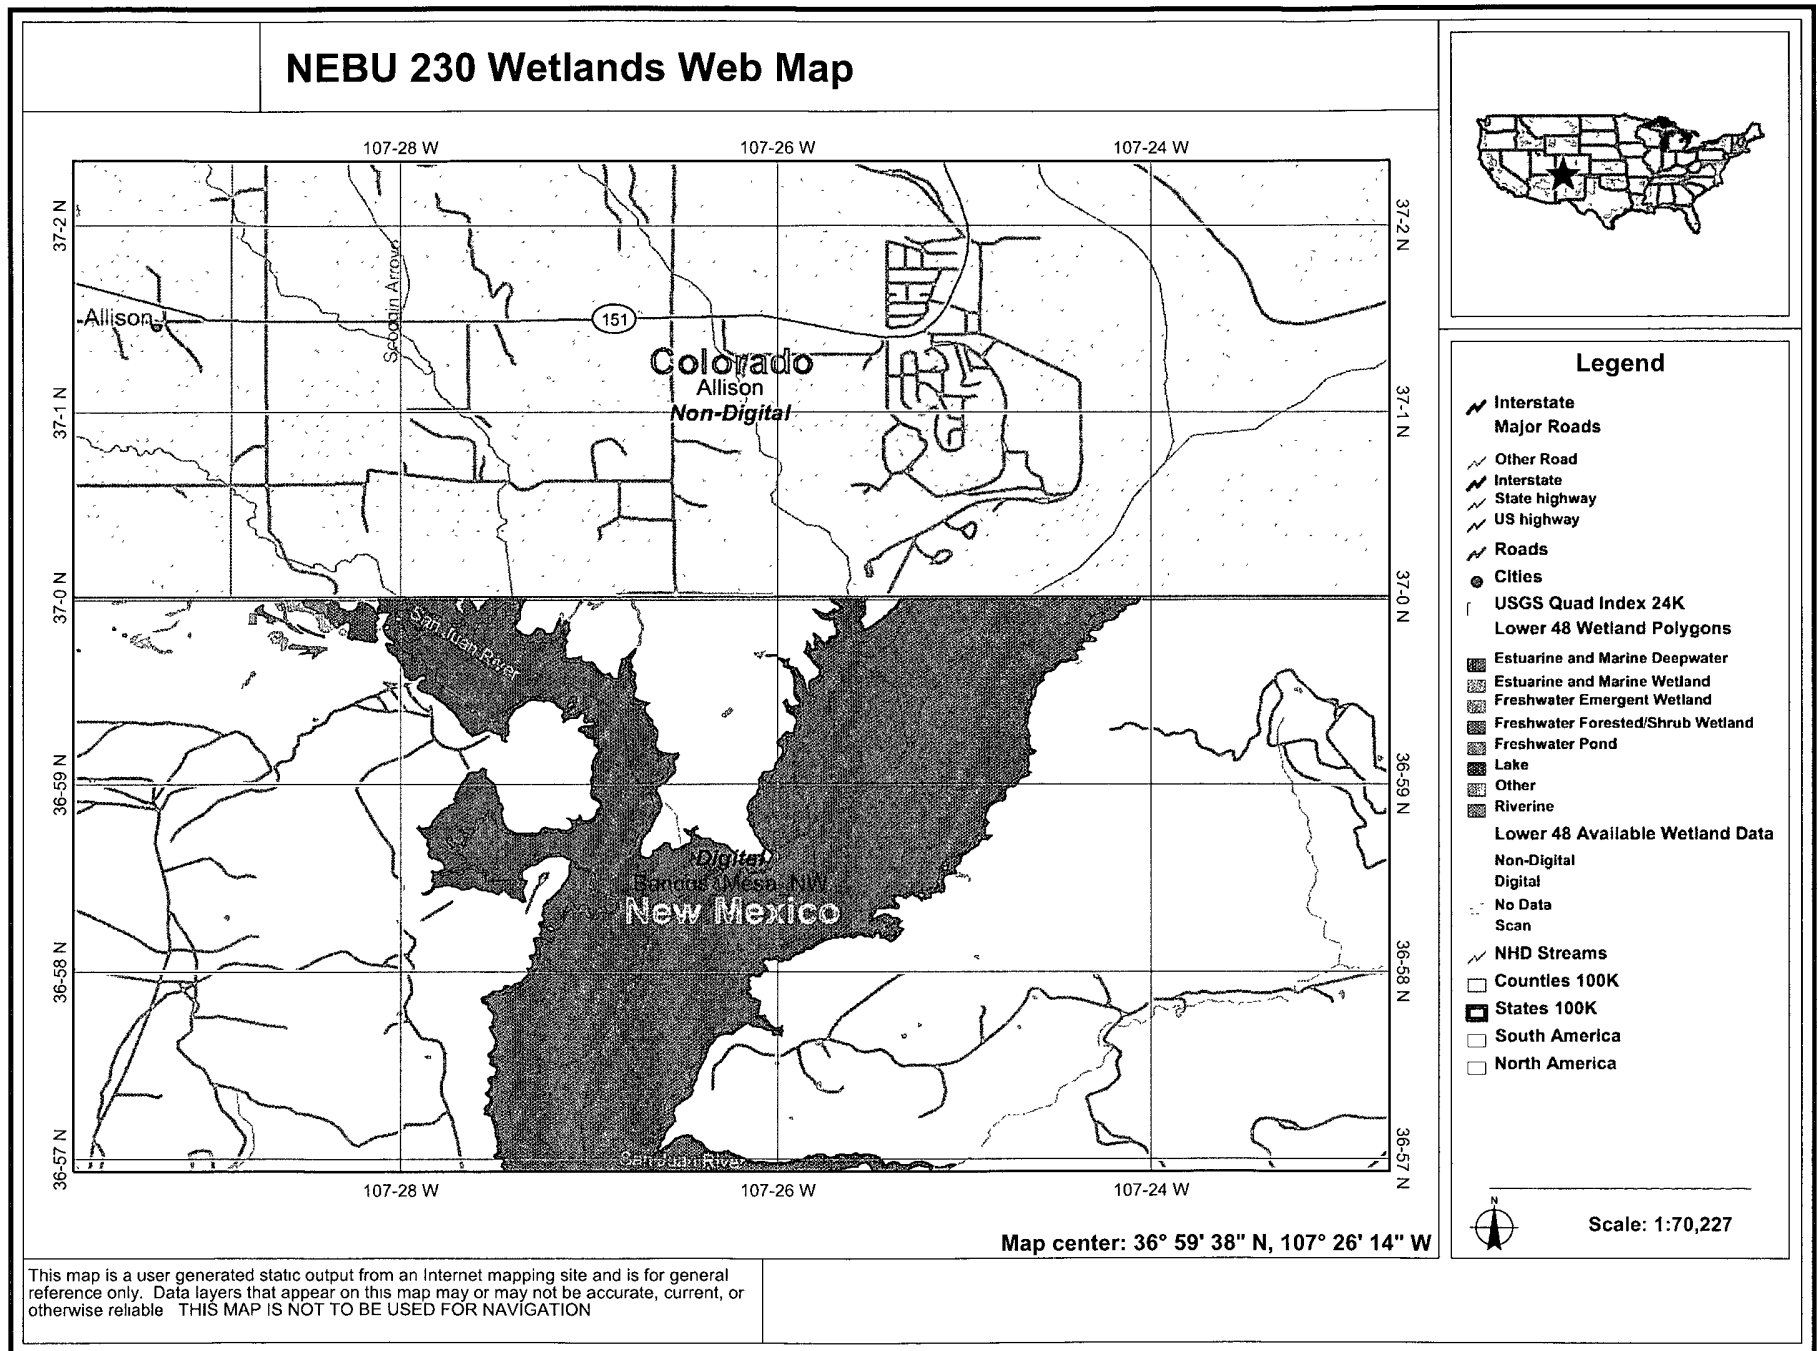 NEBU 230 Wetlands Web Map
107-28 W
107-26 W
107-24 W
37-2 N
37-2 N
Allison
Sebogin Arroyo
151
Colorado
Allison
Non-Digital
37-1 N
37-1 N
37-0 N
37-0 N
San Juan River
36-59 N
36-59 N
Digital
Bancos Mesa NW
New Mexico
36-58 N
36-58 N
36-57 N
36-57 N
San Juan River
107-28 W
107-26 W
107-24 W
Map center: 36° 59' 38" N, 107° 26' 14" W
Legend
Interstate
Major Roads
Other Road
Interstate
State highway
US highway
Roads
Cities
USGS Quad Index 24K
Lower 48 Wetland Polygons
Estuarine and Marine Deepwater
Estuarine and Marine Wetland
Freshwater Emergent Wetland
Freshwater Forested/Shrub Wetland
Freshwater Pond
Lake
Other
Riverine
Lower 48 Available Wetland Data
Non-Digital
Digital
No Data
Scan
NHD Streams
Counties 100K
States 100K
South America
North America
N
Scale: 1:70,227
This map is a user generated static output from an Internet mapping site and is for general
reference only. Data layers that appear on this map may or may not be accurate, current, or
otherwise reliable THIS MAP IS NOT TO BE USED FOR NAVIGATION